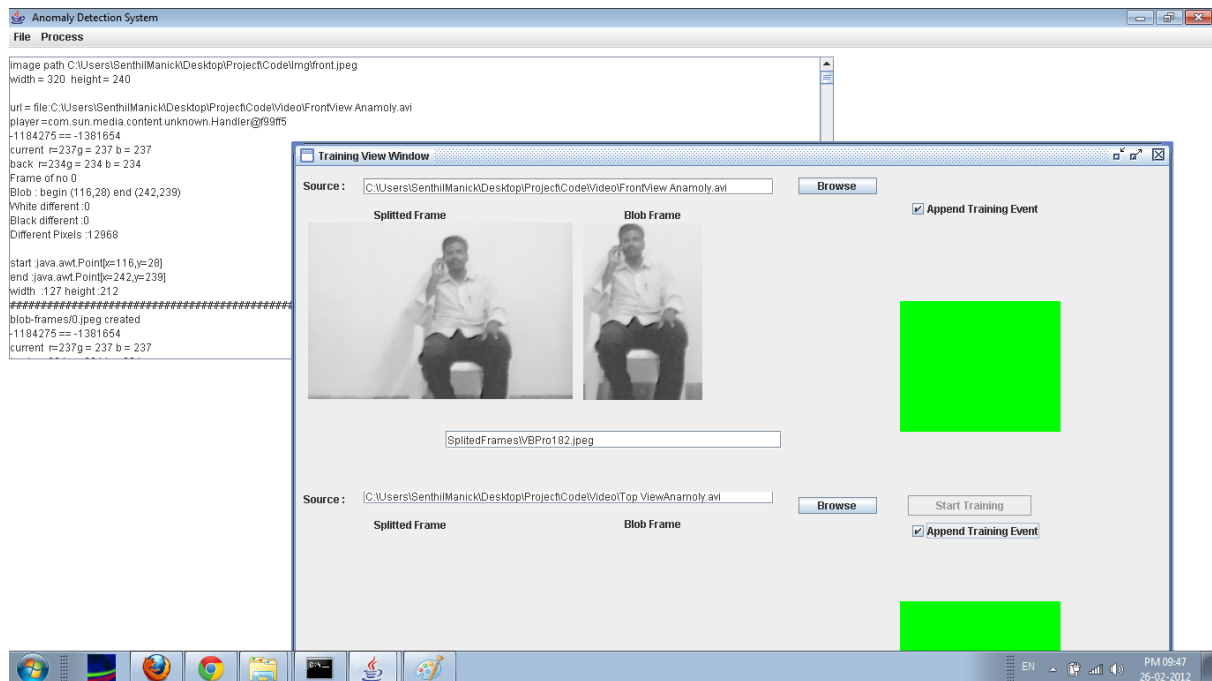 Anomaly Detection System
File Process
image path C:\Users\SenthilManick\Desktop\Project\Code\Img\front.jpeg
width = 320 height = 240
url = file:C:\Users\SenthilManick\Desktop\Project\Code\Video\FrontView Anamoly.avi
player =com.sun.media.content.unknown.Handler@f99ff5
-1184275 == -1381654
current r=237g = 237 b = 237
back r=234g = 234 b = 234
Frame of no 0
Blob : begin (116,28) end (242,239)
White different :0
Black different :0
Different Pixels :12968
start :java.awt.Point[x=116,y=28]
end :java.awt.Point[x=242,y=239]
width :127 height :212
blob-frames/0.jpeg created
-1184275 == -1381654
current r=237g = 237 b = 237
Training View Window
Source : C:\Users\SenthilManick\Desktop\Project\Code\Video\FrontView Anamoly.avi Browse
Append Training Event
Splitted Frame Blob Frame
SplitedFrames\VBPro182.jpeg
Source : C:\Users\SenthilManick\Desktop\Project\Code\Video\Top ViewAnamoly.avi Browse Start Training
Splitted Frame Blob Frame
Append Training Event
C:\_
EN
PM 09:47
26-02-2012